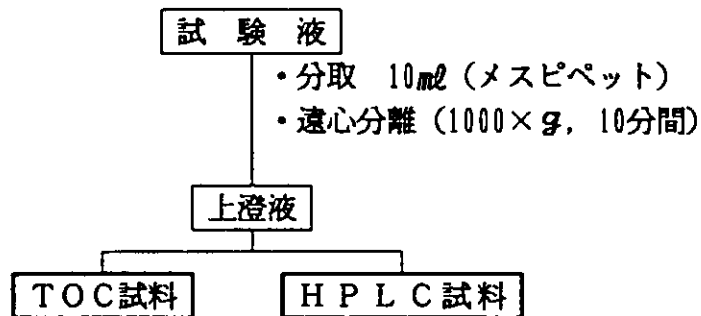 試 験 液
・分取 10mℓ (メスピペット)
・遠心分離 (1000×g, 10分間)
上澄液
TOC試料
HPLC試料